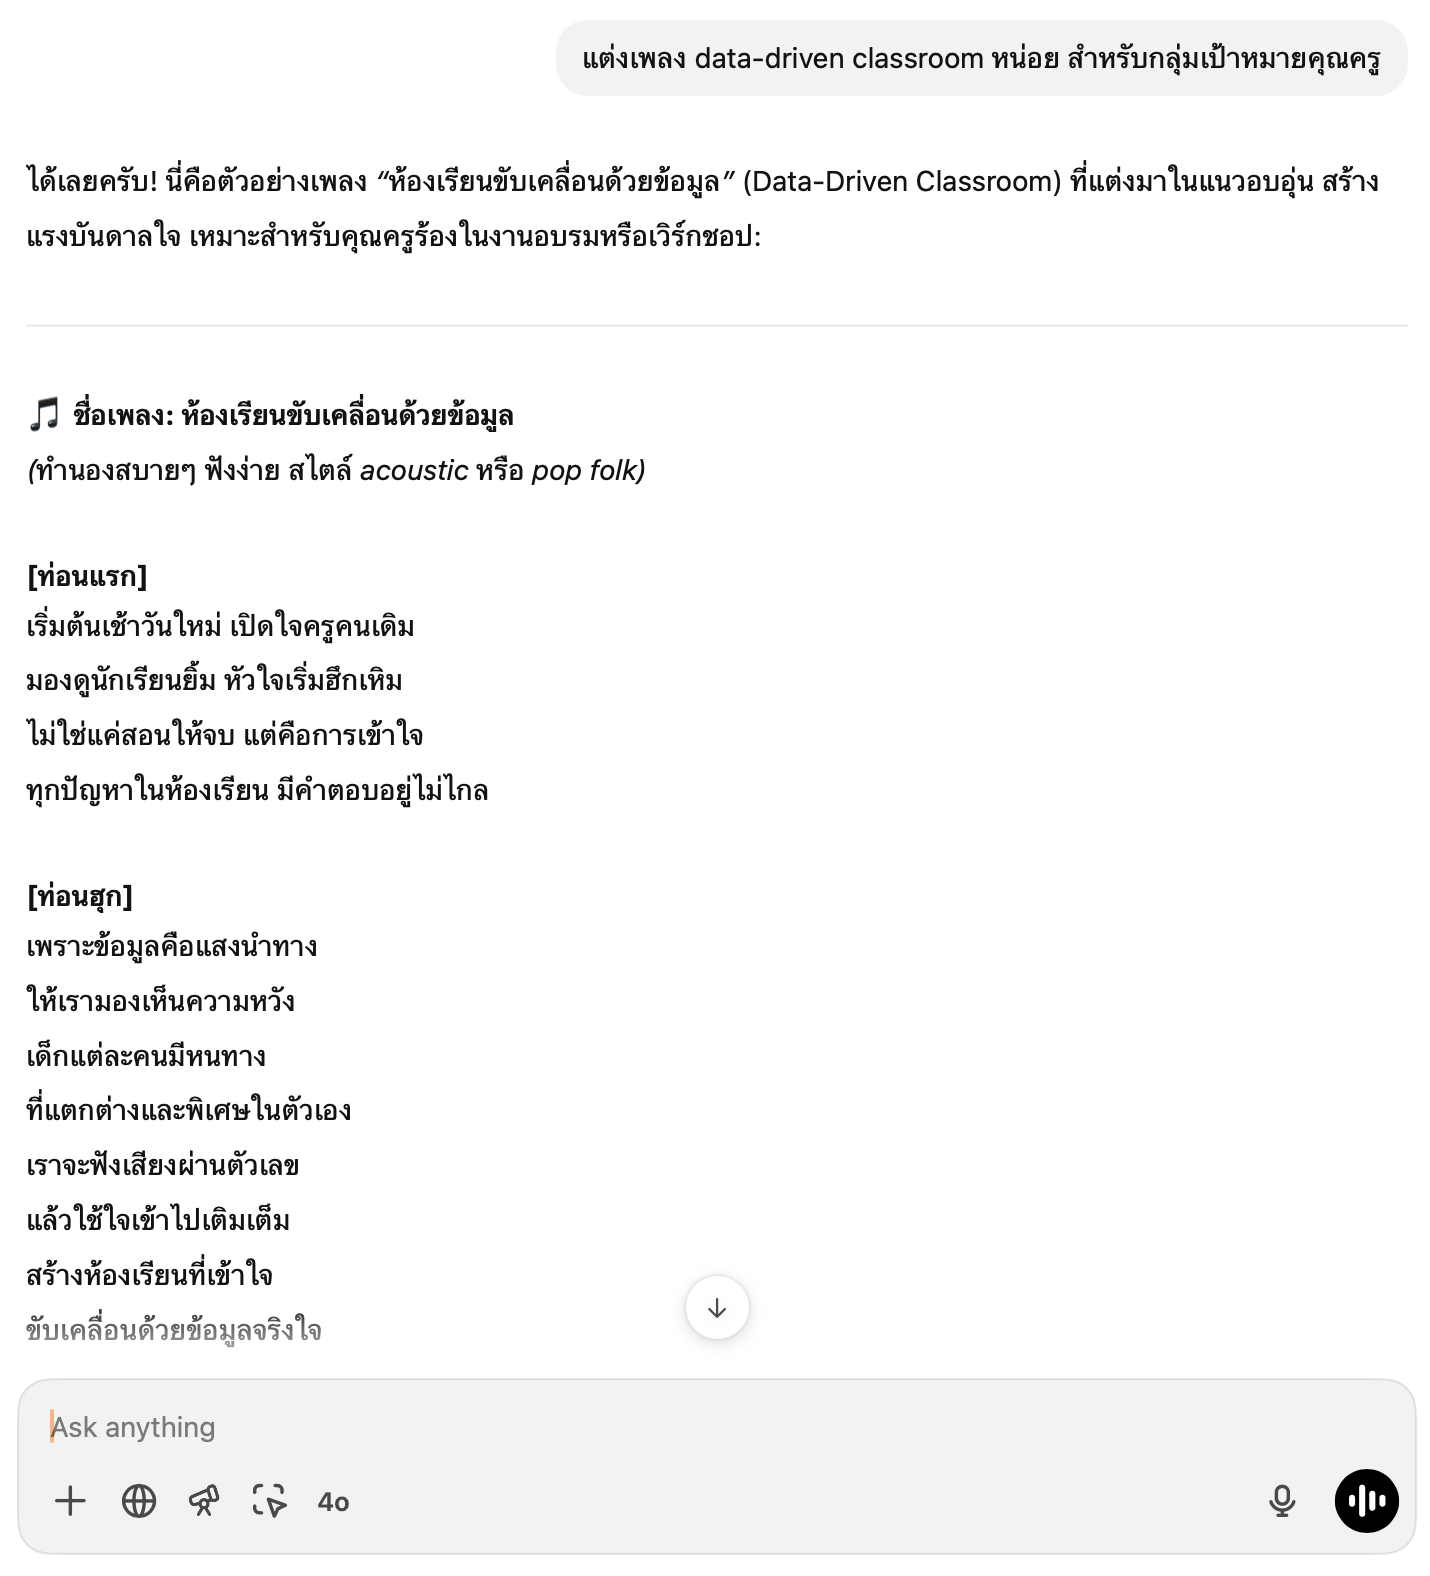 แต่งเพลง data-driven classroom หน่อย สำหรับกลุ่มเป้าหมายคุณครู
ได้เลยครับ! นี่คือตัวอย่างเพลง “ห้องเรียนขับเคลื่อนด้วยข้อมูล” (Data-Driven Classroom) ที่แต่งมาในแนวอบอุ่น สร้าง
แรงบันดาลใจ เหมาะสำหรับคุณครูร้องในงานอบรมหรือเวิร์กชอป:
🎵 ชื่อเพลง: ห้องเรียนขับเคลื่อนด้วยข้อมูล
(ทำนองสบายๆ ฟังง่าย สไตล์ acoustic หรือ pop folk)
[ท่อนแรก]
เริ่มต้นเช้าวันใหม่ เปิดใจครูคนเดิม
มองดูนักเรียนยิ้ม หัวใจเริ่มฮึกเหิม
ไม่ใช่แค่สอนให้จบ แต่คือการเข้าใจ
ทุกปัญหาในห้องเรียน มีคำตอบอยู่ไม่ไกล
[ท่อนฮุก]
เพราะข้อมูลคือแสงนำทาง
ให้เรามองเห็นความหวัง
เด็กแต่ละคนมีหนทาง
ที่แตกต่างและพิเศษในตัวเอง
เราจะฟังเสียงผ่านตัวเลข
แล้วใช้ใจเข้าไปเติมเต็ม
สร้างห้องเรียนที่เข้าใจ
ขับเคลื่อนด้วยข้อมูลจริงใจ
Ask anything
4o